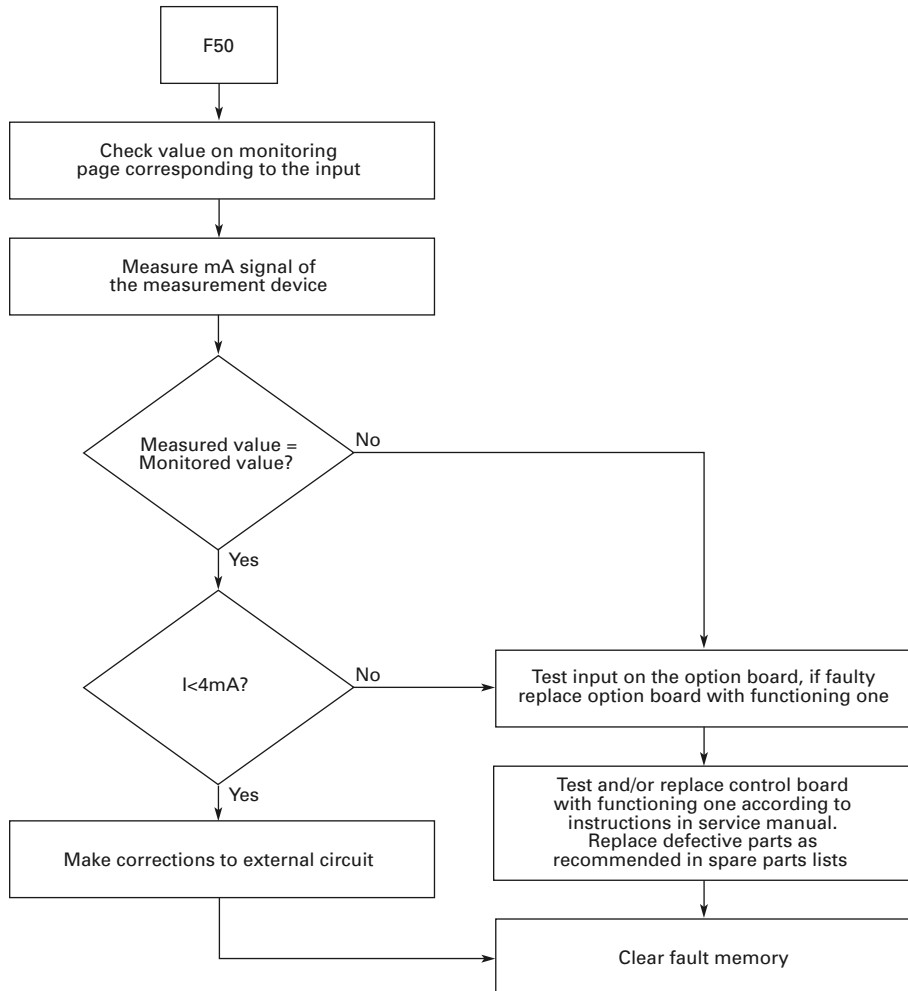 F50
Check value on monitoring
page corresponding to the input
Measure mA signal of
the measurement device
Measured value =
Monitored value?
No
Yes
I<4mA?
No
Yes
Test input on the option board, if faulty
replace option board with functioning one
Test and/or replace control board
with functioning one according to
instructions in service manual.
Replace defective parts as
recommended in spare parts lists
Make corrections to external circuit
Clear fault memory